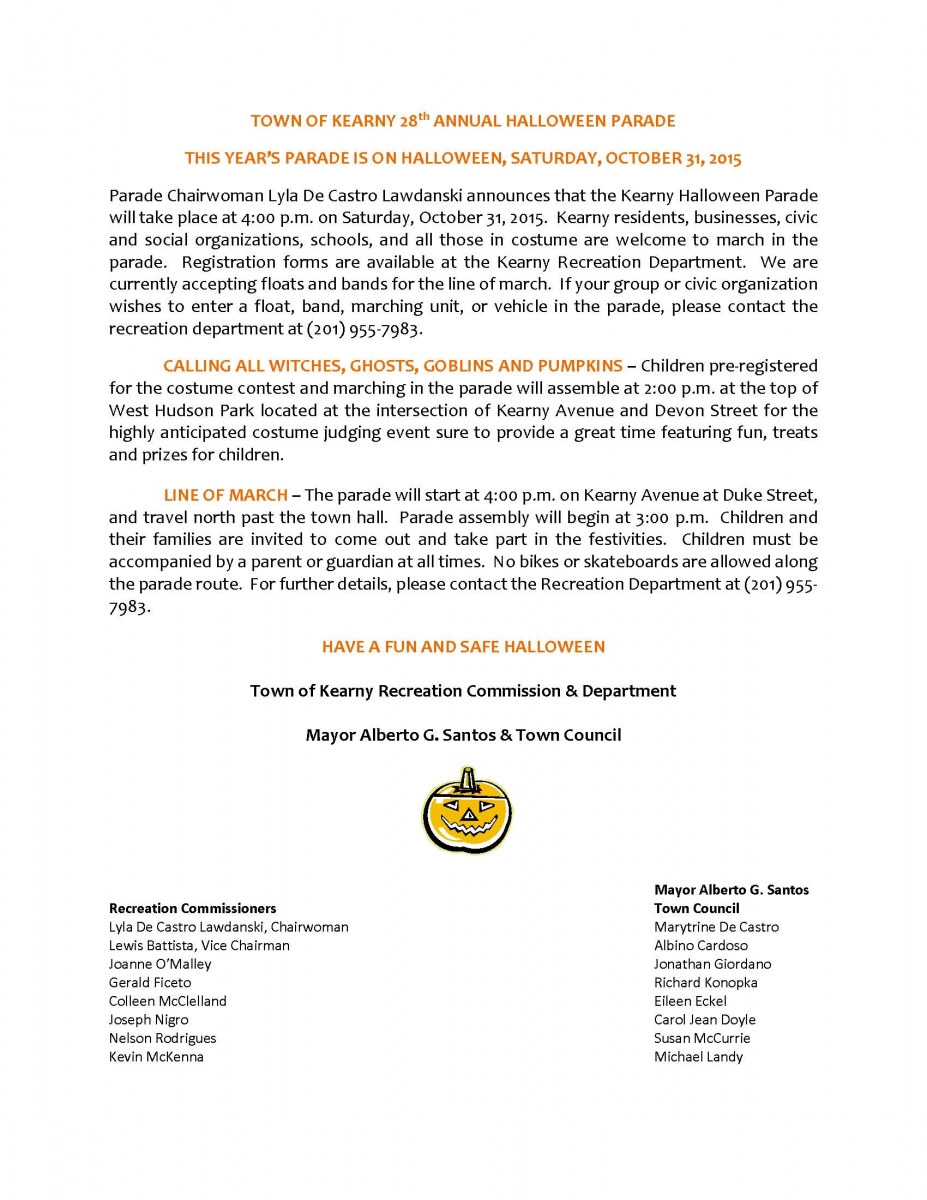 TOWN OF KEARNY 28th ANNUAL HALLOWEEN PARADE
THIS YEAR'S PARADE IS ON HALLOWEEN, SATURDAY, OCTOBER 31, 2015
Parade Chairwoman Lyla De Castro Lawdanski announces that the Kearny Halloween Parade
will take place at 4:00 p.m. on Saturday, October 31, 2015. Kearny residents, businesses, civic
and social organizations, schools, and all those in costume are welcome to march in the
parade. Registration forms are available at the Kearny Recreation Department. We are
currently accepting floats and bands for the line of march. If your group or civic organization
wishes to enter a float, band, marching unit, or vehicle in the parade, please contact the
recreation department at (201) 955-7983.
CALLING ALL WITCHES, GHOSTS, GOBLINS AND PUMPKINS – Children pre-registered
for the costume contest and marching in the parade will assemble at 2:00 p.m. at the top of
West Hudson Park located at the intersection of Kearny Avenue and Devon Street for the
highly anticipated costume judging event sure to provide a great time featuring fun, treats
and prizes for children.
LINE OF MARCH – The parade will start at 4:00 p.m. on Kearny Avenue at Duke Street,
and travel north past the town hall. Parade assembly will begin at 3:00 p.m. Children and
their families are invited to come out and take part in the festivities. Children must be
accompanied by a parent or guardian at all times. No bikes or skateboards are allowed along
the parade route. For further details, please contact the Recreation Department at (201) 955-
7983.
HAVE A FUN AND SAFE HALLOWEEN
Town of Kearny Recreation Commission & Department
Mayor Alberto G. Santos & Town Council
Recreation Commissioners
Lyla De Castro Lawdanski, Chairwoman
Lewis Battista, Vice Chairman
Joanne O'Malley
Gerald Ficeto
Colleen McClelland
Joseph Nigro
Nelson Rodrigues
Kevin McKenna
Mayor Alberto G. Santos
Town Council
Marytrine De Castro
Albino Cardoso
Jonathan Giordano
Richard Konopka
Eileen Eckel
Carol Jean Doyle
Susan McCurrie
Michael Landy